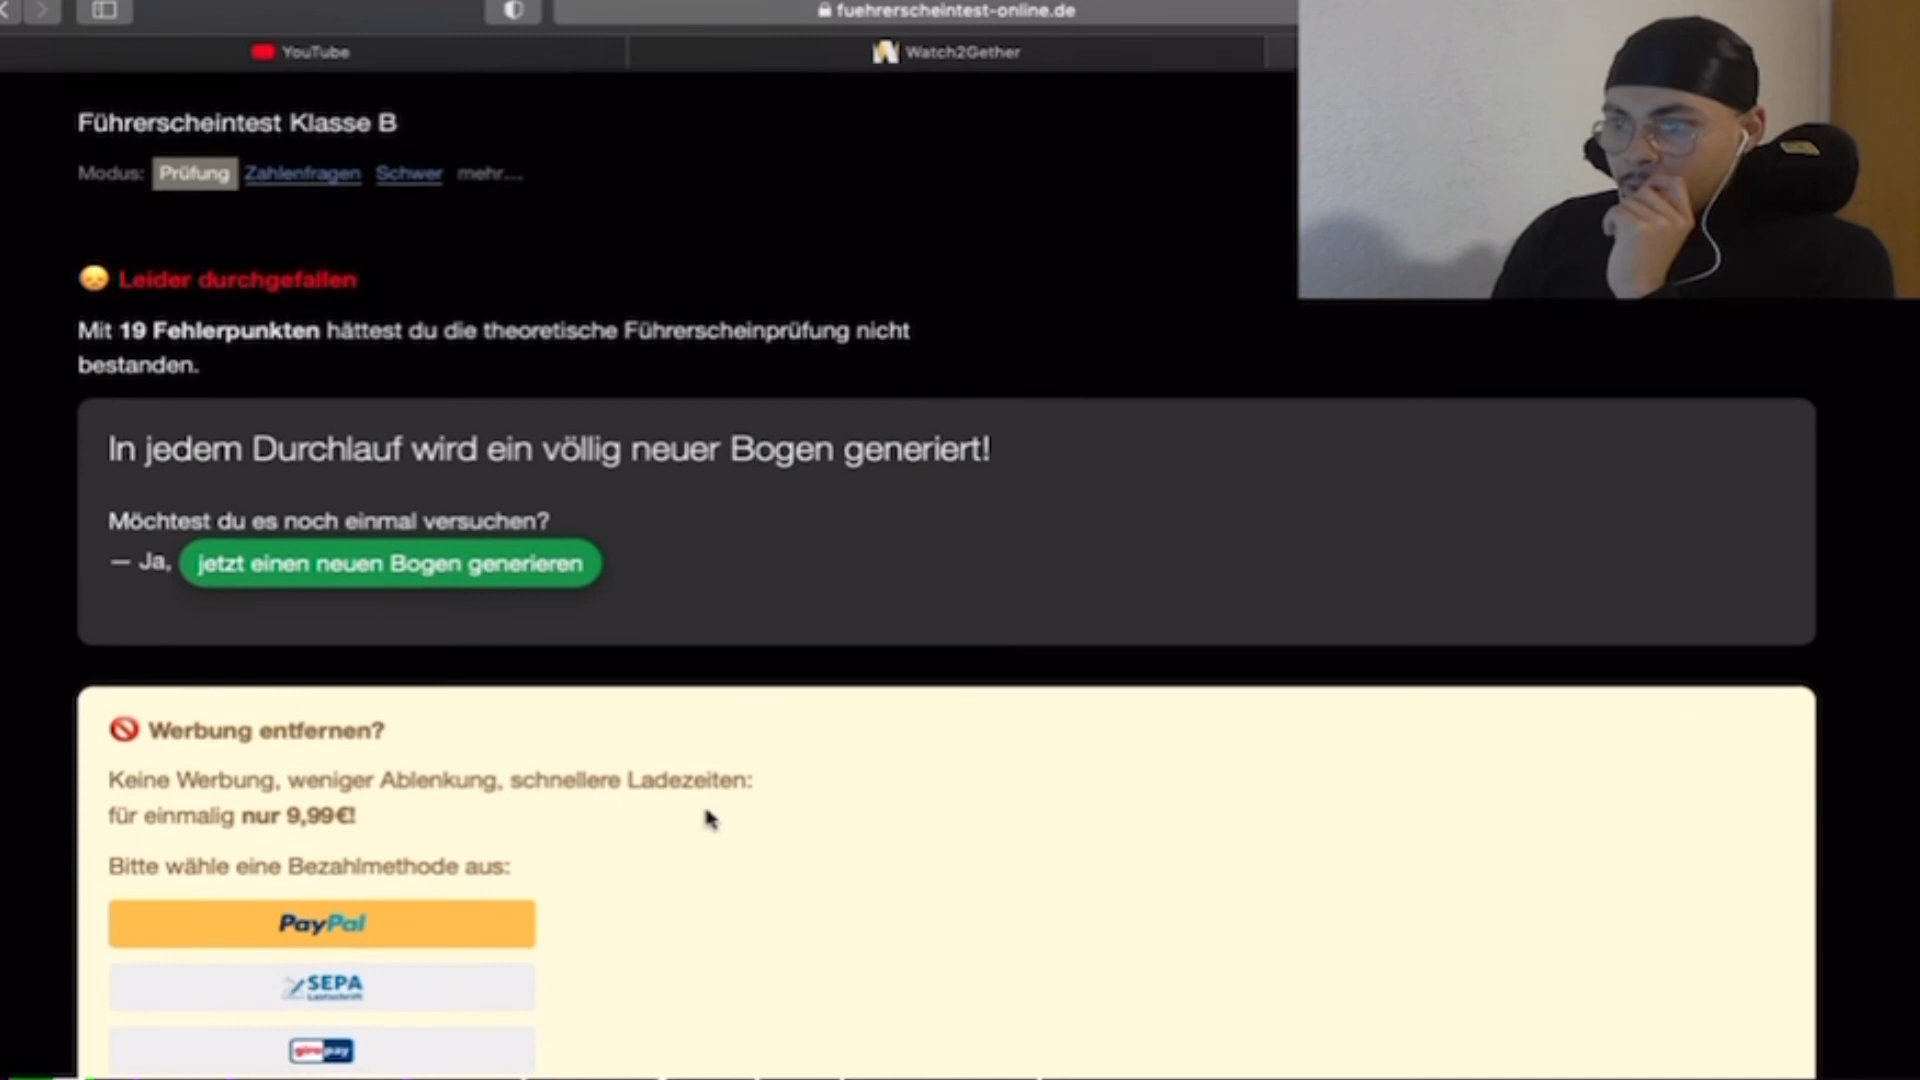 fuehrerscheintest-online.de
YouTube
Watch2Gether
Führerscheintest Klasse B
Modus: Prüfung Zahlenfragen Schwer mehr...
Leider durchgefallen
Mit 19 Fehlerpunkten hättest du die theoretische Führerscheinprüfung nicht
bestanden.
In jedem Durchlauf wird ein völlig neuer Bogen generiert!
Möchtest du es noch einmal versuchen?
— Ja, jetzt einen neuen Bogen generieren
Werbung entfernen?
Keine Werbung, weniger Ablenkung, schnellere Ladezeiten:
für einmalig nur 9,99€!
Bitte wähle eine Bezahlmethode aus:
PayPal
SEPA
Lastschrift
giropay